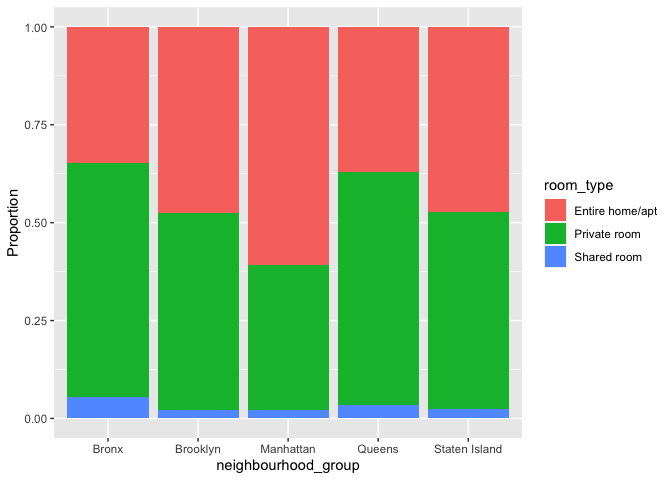 1.00
0.75
0.50
0.25
0.00
Proportion
Bronx Brooklyn Manhattan Queens Staten Island
neighbourhood_group
room_type
Entire home/apt
Private room
Shared room